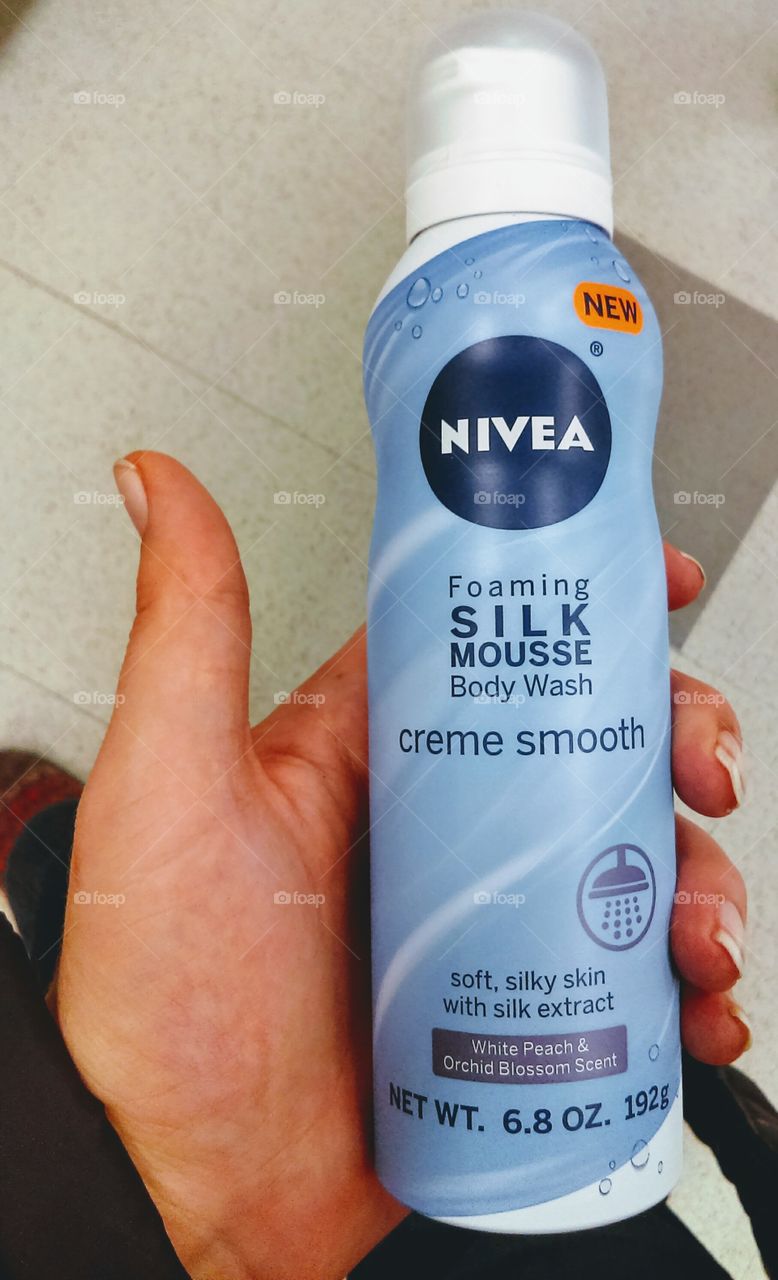 NEW
®
NIVEA
Foaming
SILK
MOUSSE
Body Wash
creme smooth
soft, silky skin
with silk extract
White Peach &
Orchid Blossom Scent
NET WT. 6.8 OZ. 192g
foap